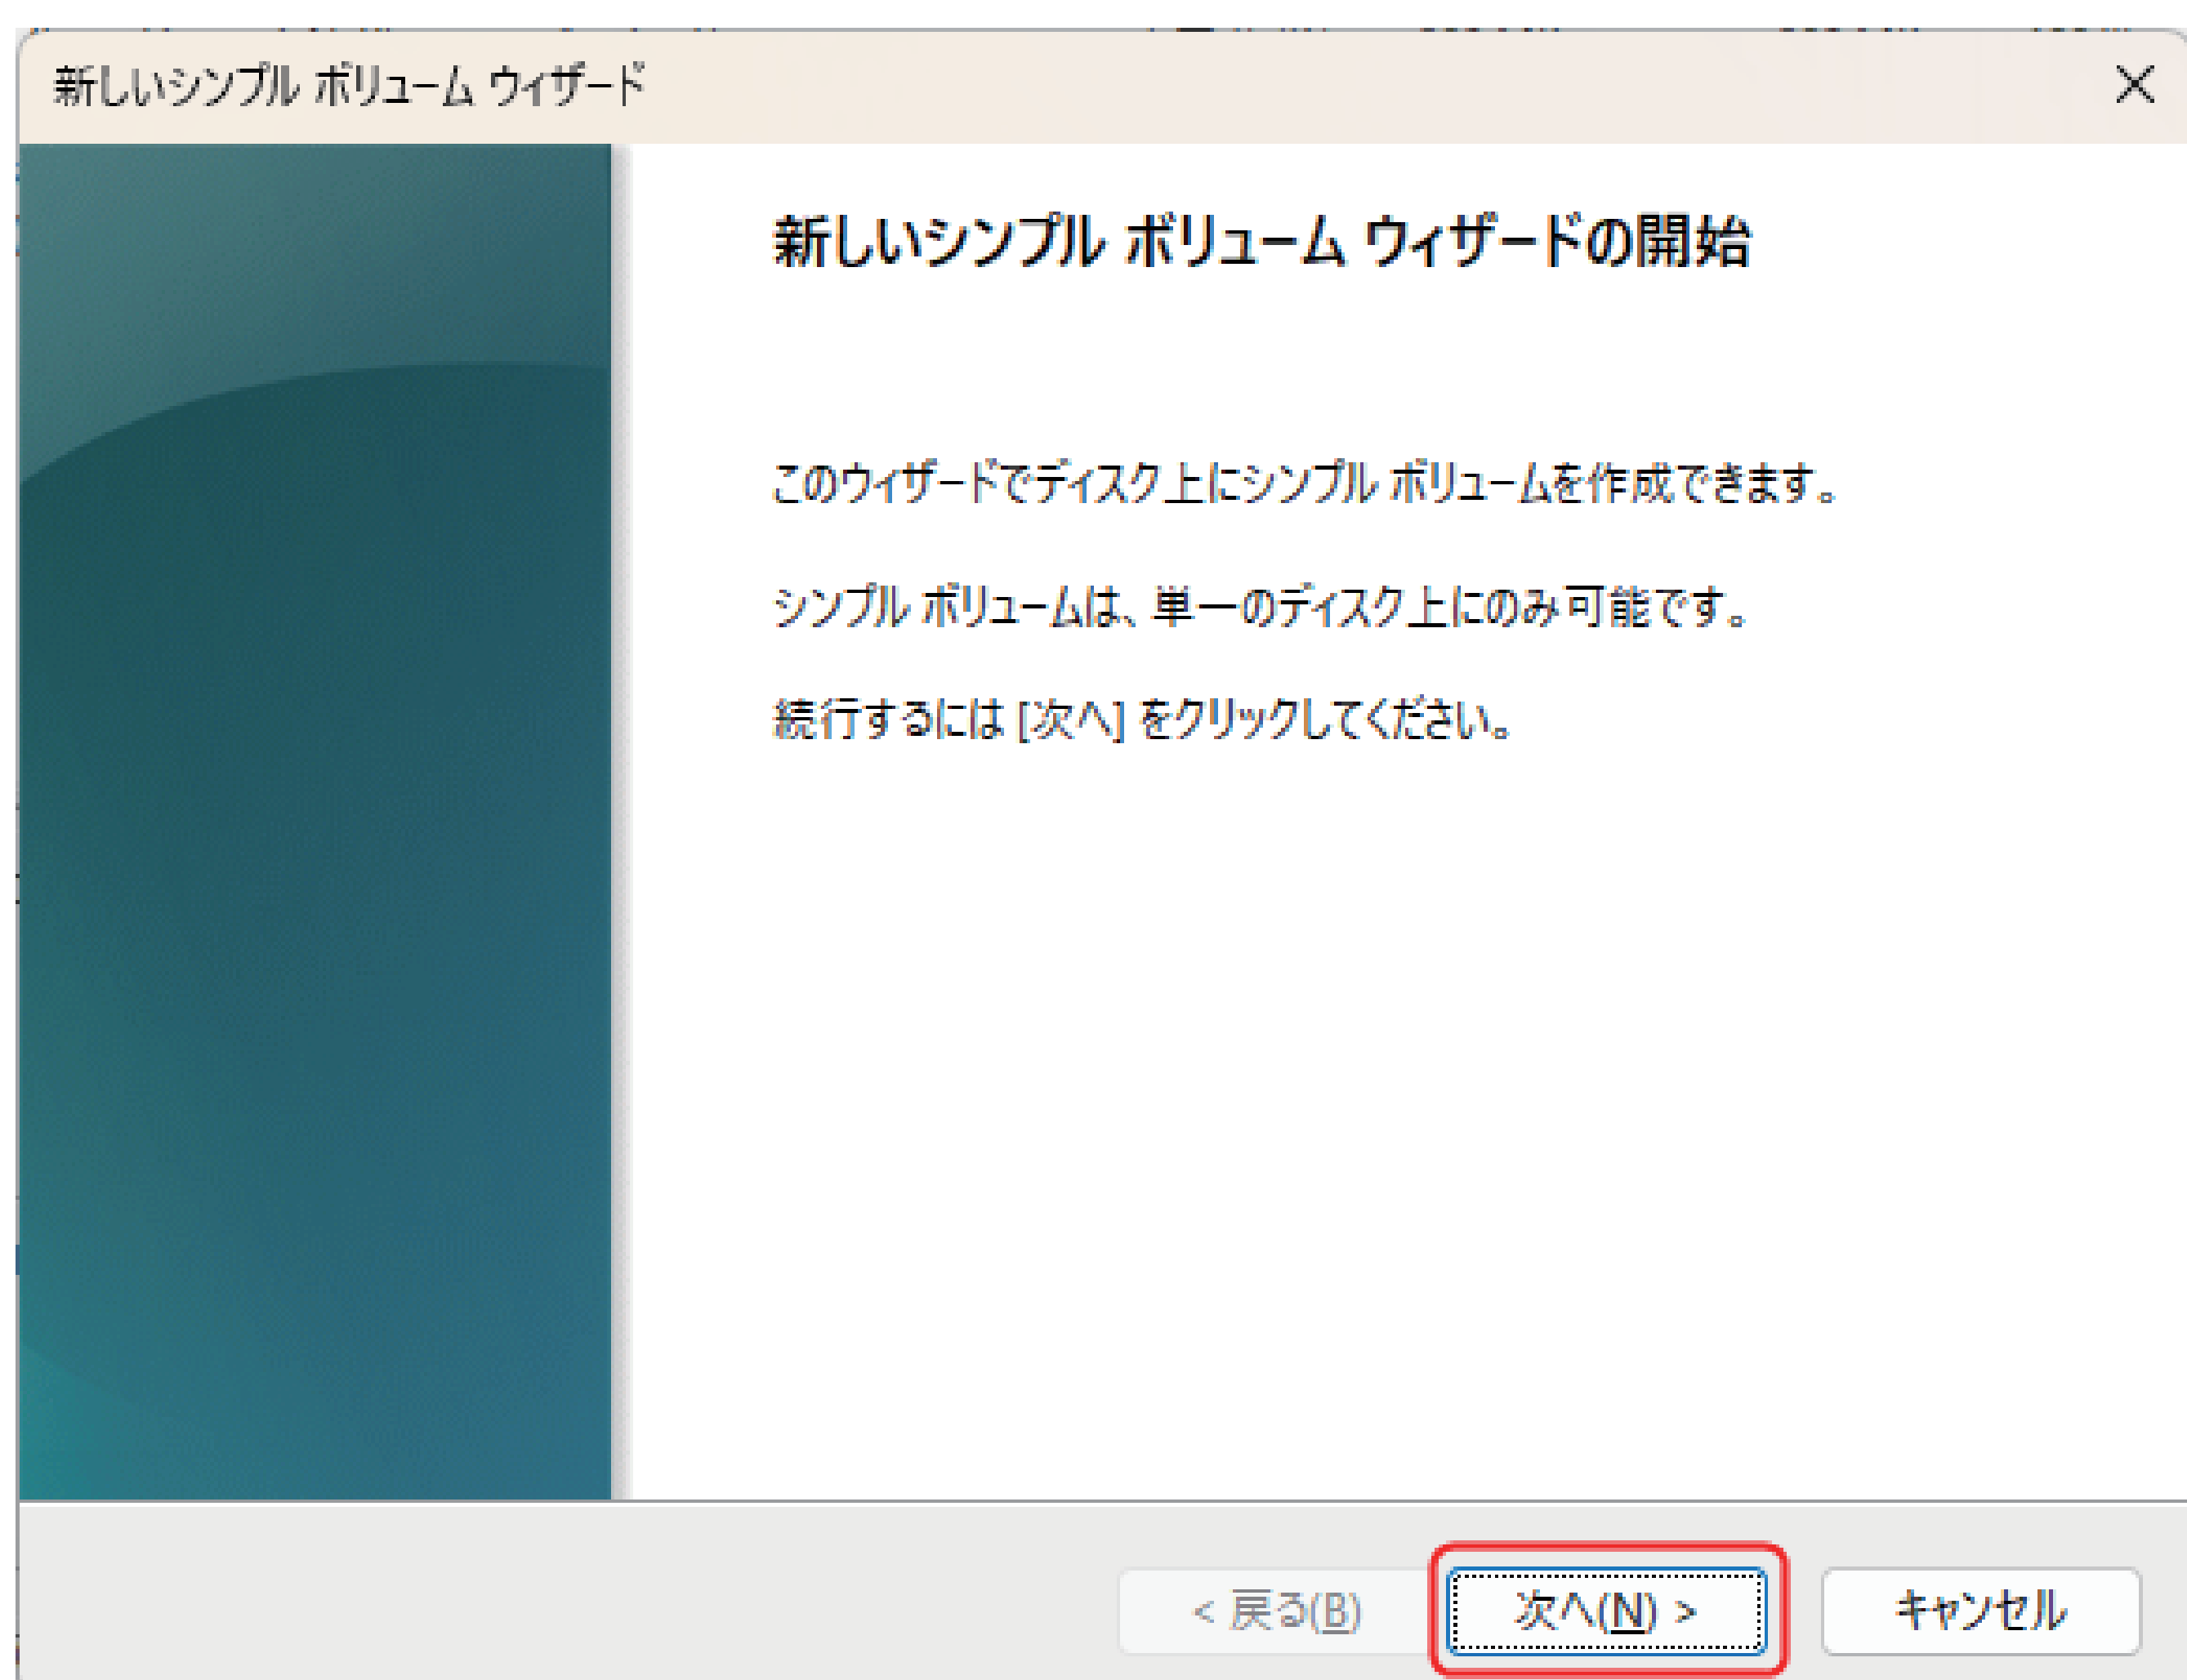 新しいシンプル ボリューム ウィザード
新しいシンプル ボリューム ウィザードの開始
このウィザードでディスク上にシンプル ボリュームを作成できます。
シンプル ボリュームは、単一のディスク上にのみ可能です。
続行するには [次へ] をクリックしてください。
< 戻る(B) 次へ(N) > キャンセル